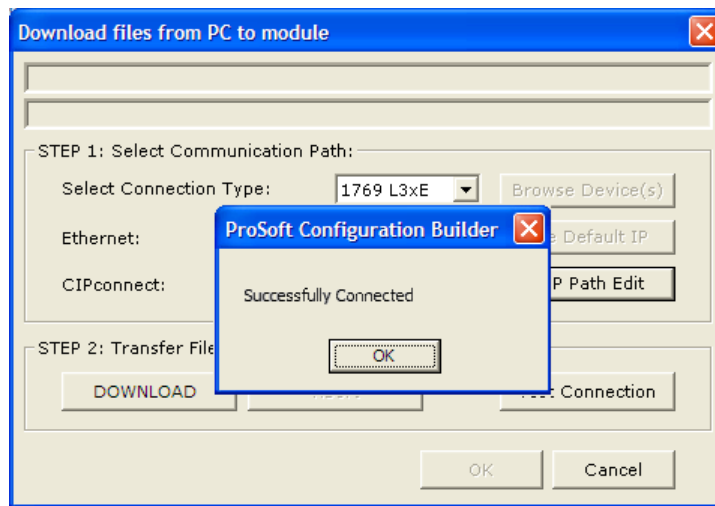 Download files from PC to module
STEP 1: Select Communication Path:
Select Connection Type: 1769 L3xE Browse Device(s)
ProSoft Configuration Builder
Ethernet: Default IP
CIPconnect: Path Edit
Successfully Connected
OK
STEP 2: Transfer File
DOWNLOAD Connection
OK Cancel